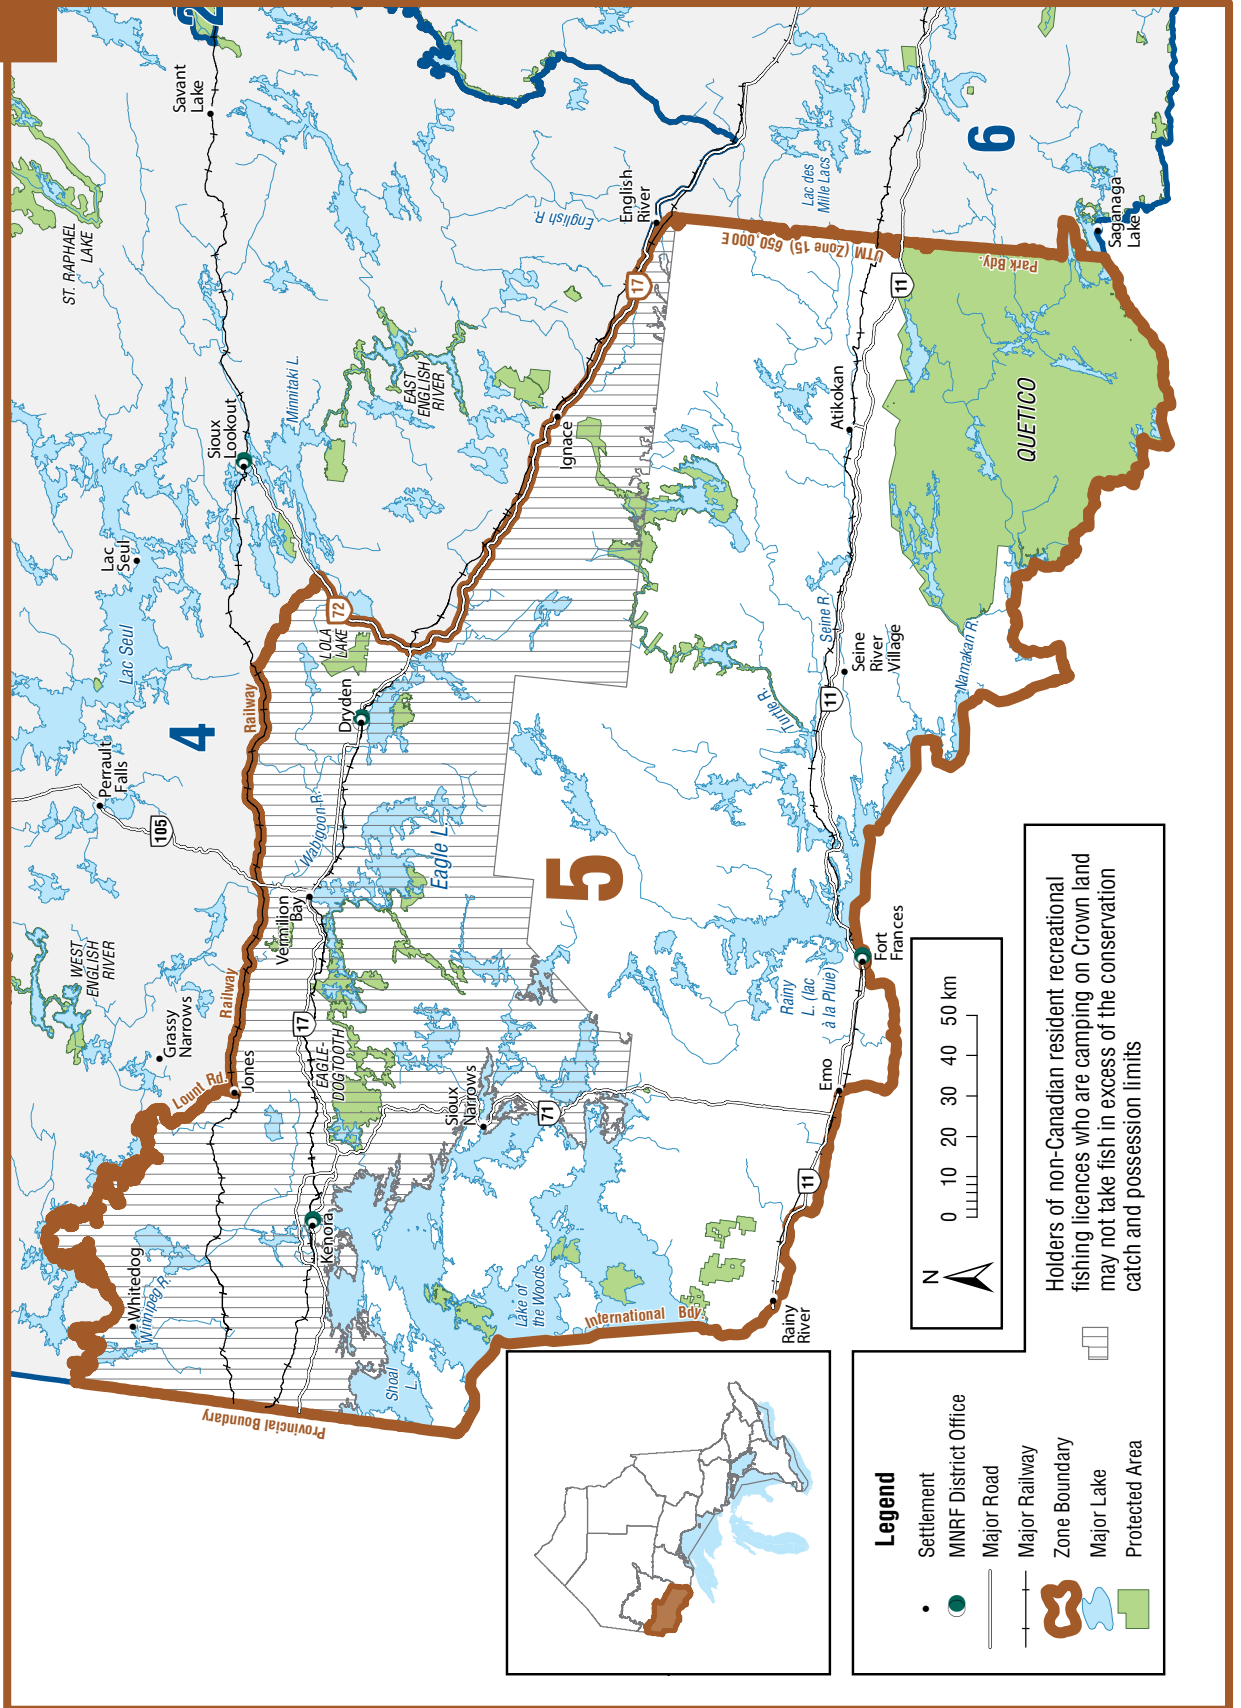 2
Savant
Lake
ST. RAPHAEL
LAKE
English R.
English
River
Lac des
Mille Lacs
6
Saganaga
Lake
UTM (Zone 15) 650,000 E
Park Bdy.
17
11
Sioux
Lookout
Minnitaki L.
EAST
ENGLISH
RIVER
Ignace
Atikokan
QUETICO
Lac
Seul
Lac Seul
72
LOLA
LAKE
Dryden
Railway
4
Perrault
Falls
105
Wabigoon R.
Eagle L.
Vermilion
Bay
5
Turtle R.
Seine R.
Seine
River
Village
11
Namakan R.
WEST
ENGLISH
RIVER
Grassy
Narrows
Railway
Lount Rd.
Jones
17
EAGLE-
DOGTOOTH
Sioux
Narrows
71
Rainy
L. (lac
à la Pluie)
Fort
Frances
Emo
11
Whitedog
Winnipeg R.
Kenora
Lake of
the Woods
International Bdy.
Rainy
River
Shoal
L.
Provincial Boundary
N
0 10 20 30 40 50 km
Legend
Settlement
MNRF District Office
Major Road
Major Railway
Zone Boundary
Major Lake
Protected Area
Holders of non-Canadian resident recreational
fishing licences who are camping on Crown land
may not take fish in excess of the conservation
catch and possession limits